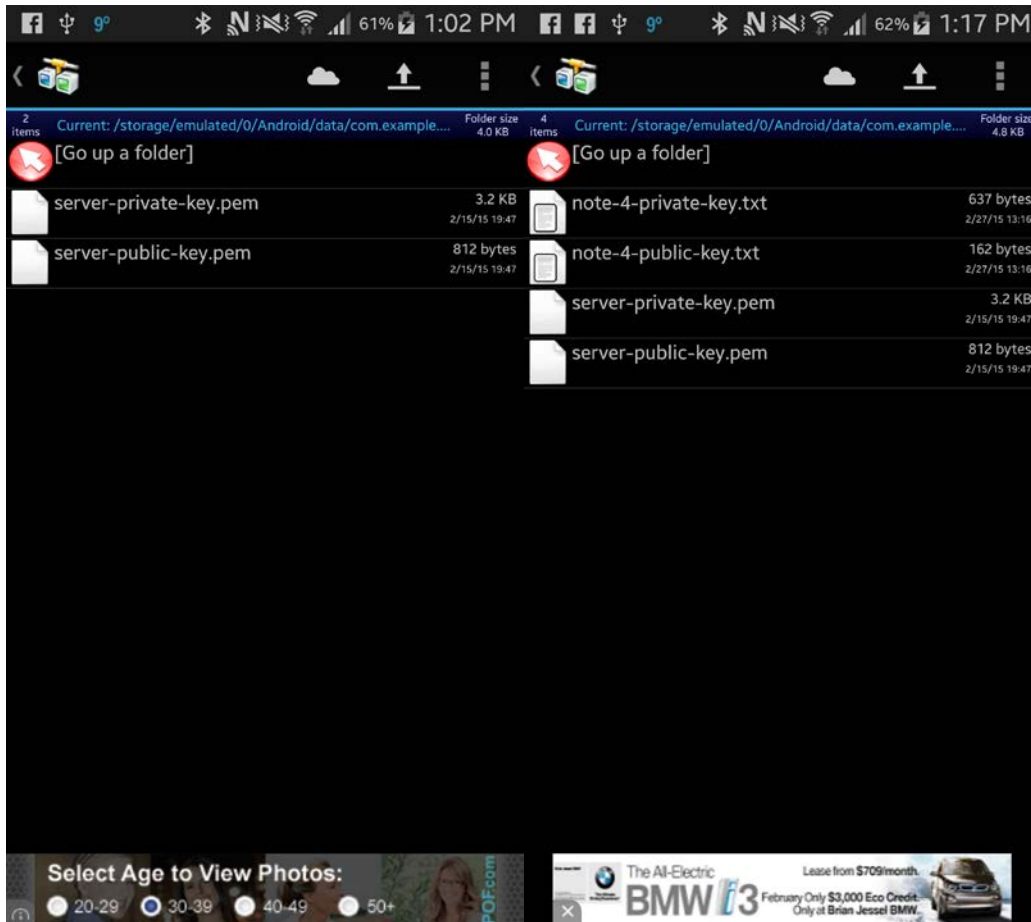 9° 61% 1:02 PM
2 items Current: /storage/emulated/0/Android/data/com.example.... Folder size 4.0 KB
[Go up a folder]
server-private-key.pem 3.2 KB
2/15/15 19:47
server-public-key.pem 812 bytes
2/15/15 19:47
Select Age to View Photos:
20-29 30-39 40-49 50+
POF.com
9° 62% 1:17 PM
4 items Current: /storage/emulated/0/Android/data/com.example.... Folder size 4.8 KB
[Go up a folder]
note-4-private-key.txt 637 bytes
2/27/15 13:16
note-4-public-key.txt 162 bytes
2/27/15 13:16
server-private-key.pem 3.2 KB
2/15/15 19:47
server-public-key.pem 812 bytes
2/15/15 19:47
The All-Electric
BMW i3
Lease from $709/month.
February Only $3,000 Eco Credit.
Only at Brian Jessel BMW.